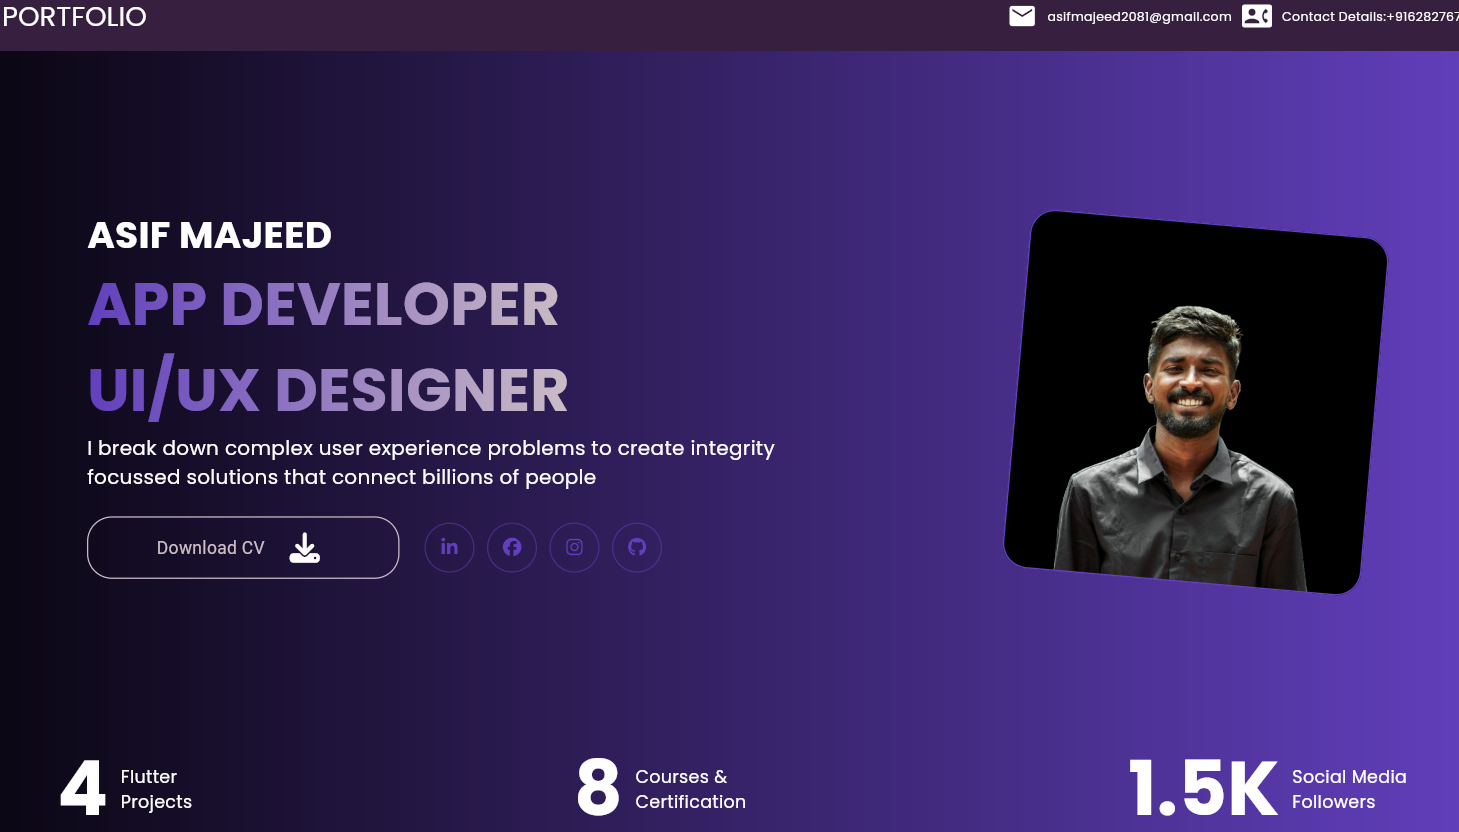 PORTFOLIO
asifmajeed2081@gmail.com
Contact Details:+916282767
ASIF MAJEED
APP DEVELOPER
UI/UX DESIGNER
I break down complex user experience problems to create integrity
focussed solutions that connect billions of people
Download CV
in
4 Flutter
Projects
8 Courses &
Certification
1.5K Social Media
Followers